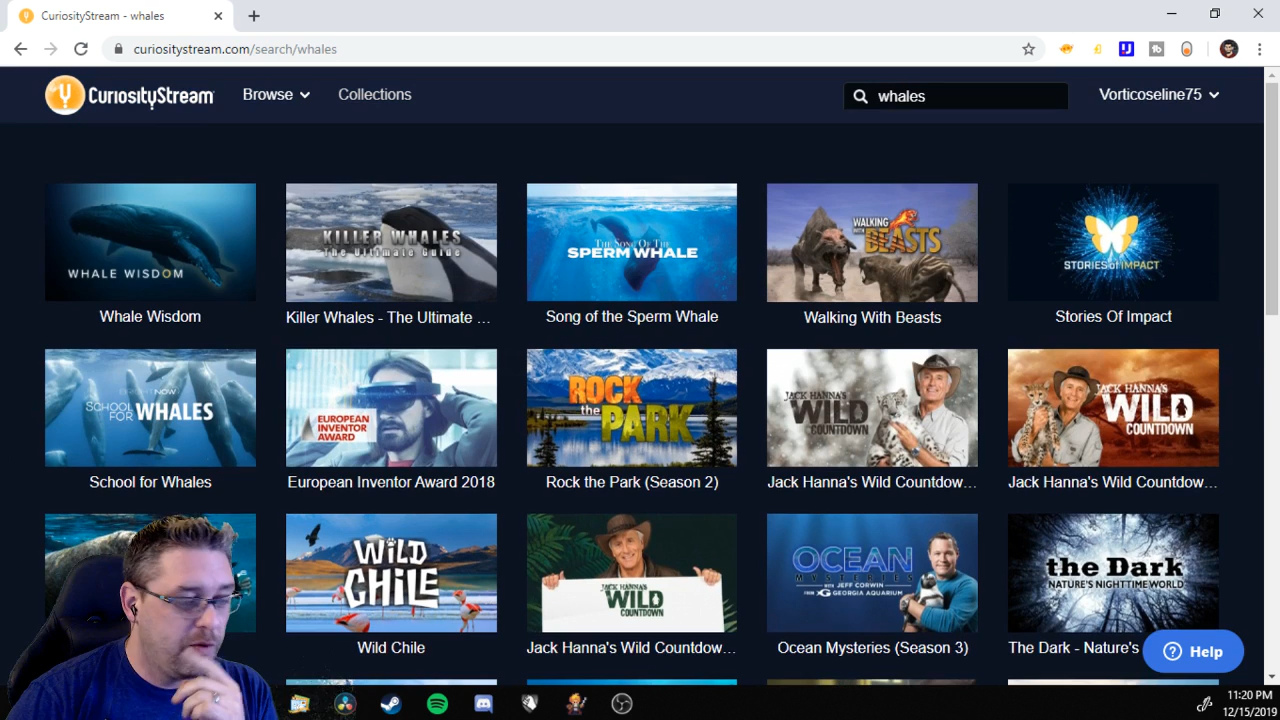 CuriosityStream - whales
curiositystream.com/search/whales
CURIOSITYSTREAM
Browse
Collections
whales
Vorticoseline75
WHALE WISDOM
KILLER WHALES
The Ultimate Guide
THE SONG OF THE
SPERM WHALE
WALKING
WITH
BEASTS
STORIES of IMPACT
Whale Wisdom
Killer Whales - The Ultimate ...
Song of the Sperm Whale
Walking With Beasts
Stories Of Impact
SCHOOL
FOR WHALES
EUROPEAN
INVENTOR
AWARD
ROCK
the PARK
JACK HANNA'S
WILD
COUNTDOWN
JACK HANNA'S
WILD
COUNTDOWN
School for Whales
European Inventor Award 2018
Rock the Park (Season 2)
Jack Hanna's Wild Countdow...
Jack Hanna's Wild Countdow...
WILD
CHILE
JACK HANNA'S
WILD
COUNTDOWN
OCEAN
MYSTERIES
WITH JEFF CORWIN
FROM GEORGIA AQUARIUM
the Dark
NATURE'S NIGHTTIME WORLD
Wild Chile
Jack Hanna's Wild Countdow...
Ocean Mysteries (Season 3)
The Dark - Nature's
Help
11:20 PM
12/15/2019